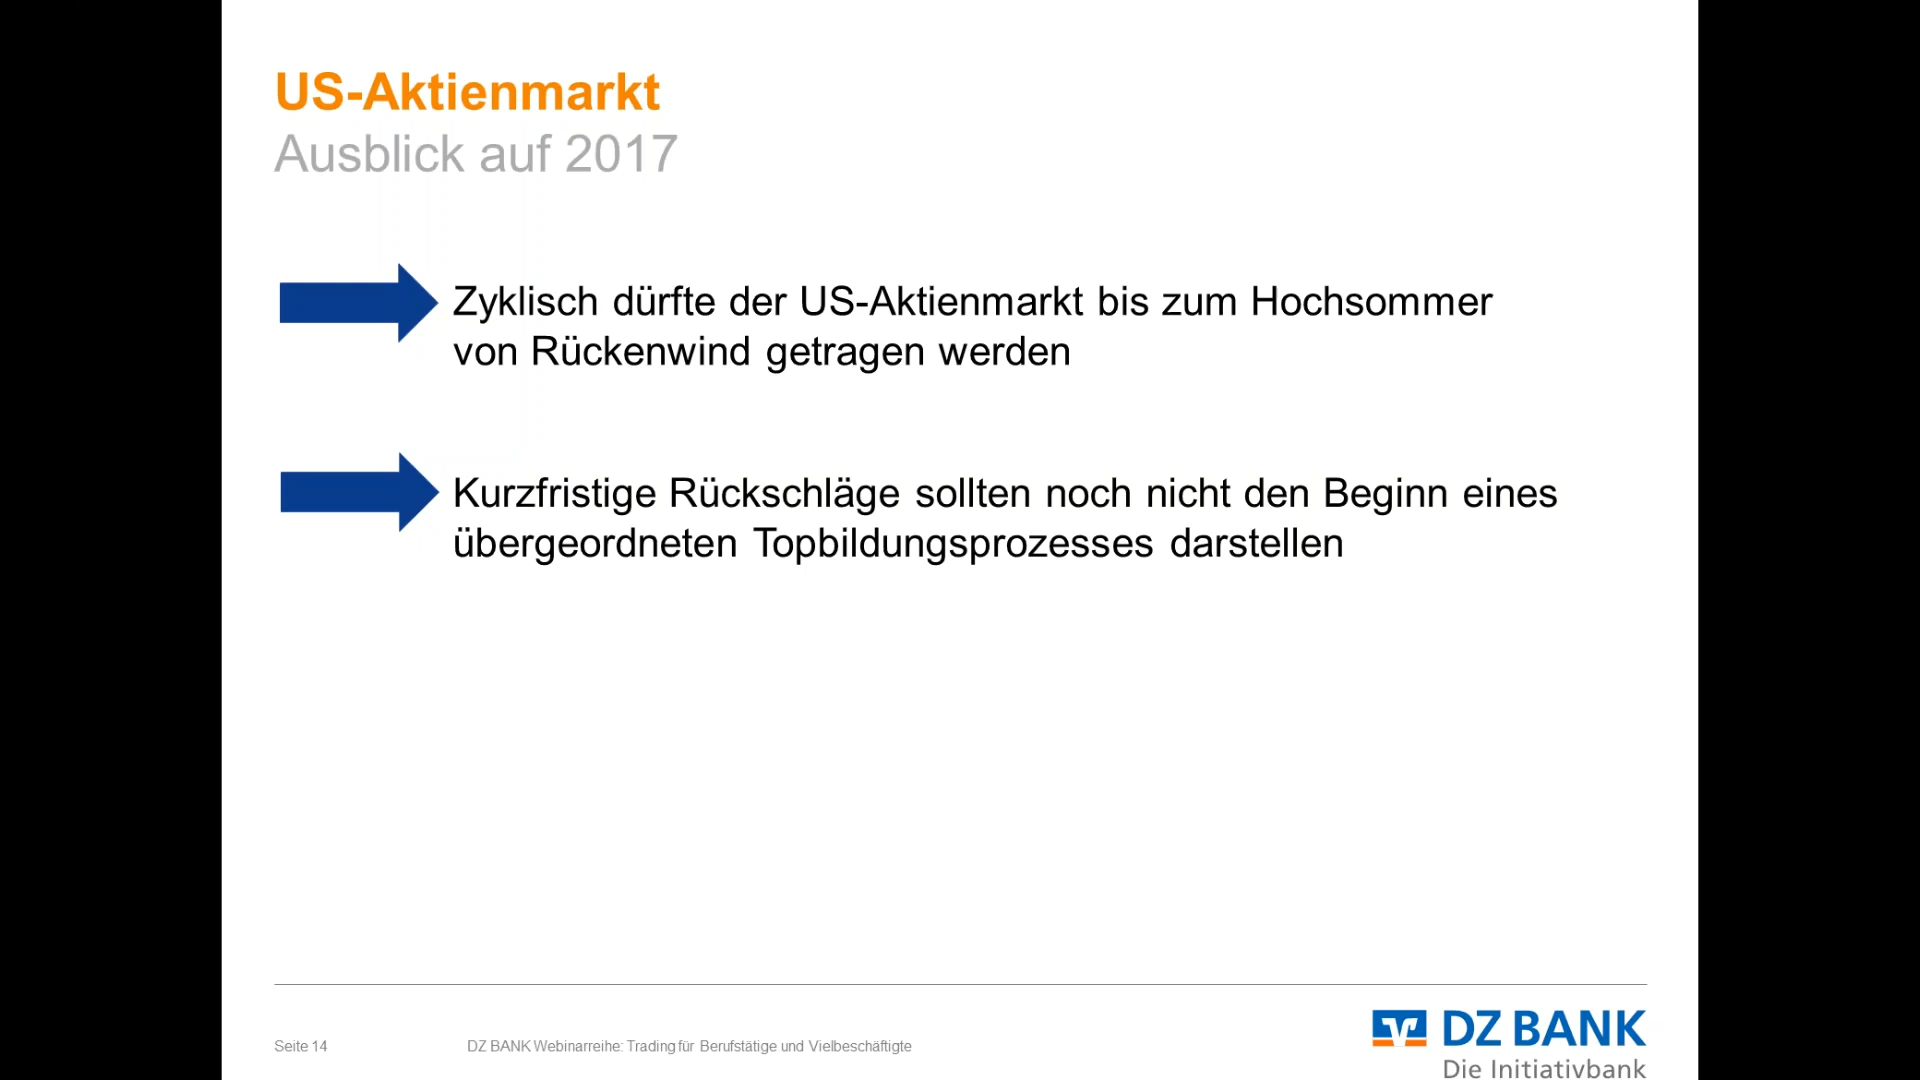 US-Aktienmarkt
Ausblick auf 2017
Zyklisch dürfte der US-Aktienmarkt bis zum Hochsommer
von Rückenwind getragen werden
Kurzfristige Rückschläge sollten noch nicht den Beginn eines
übergeordneten Topbildungsprozesses darstellen
Seite 14
DZ BANK Webinarreihe: Trading für Berufstätige und Vielbeschäftigte
DZ BANK
Die Initiativbank